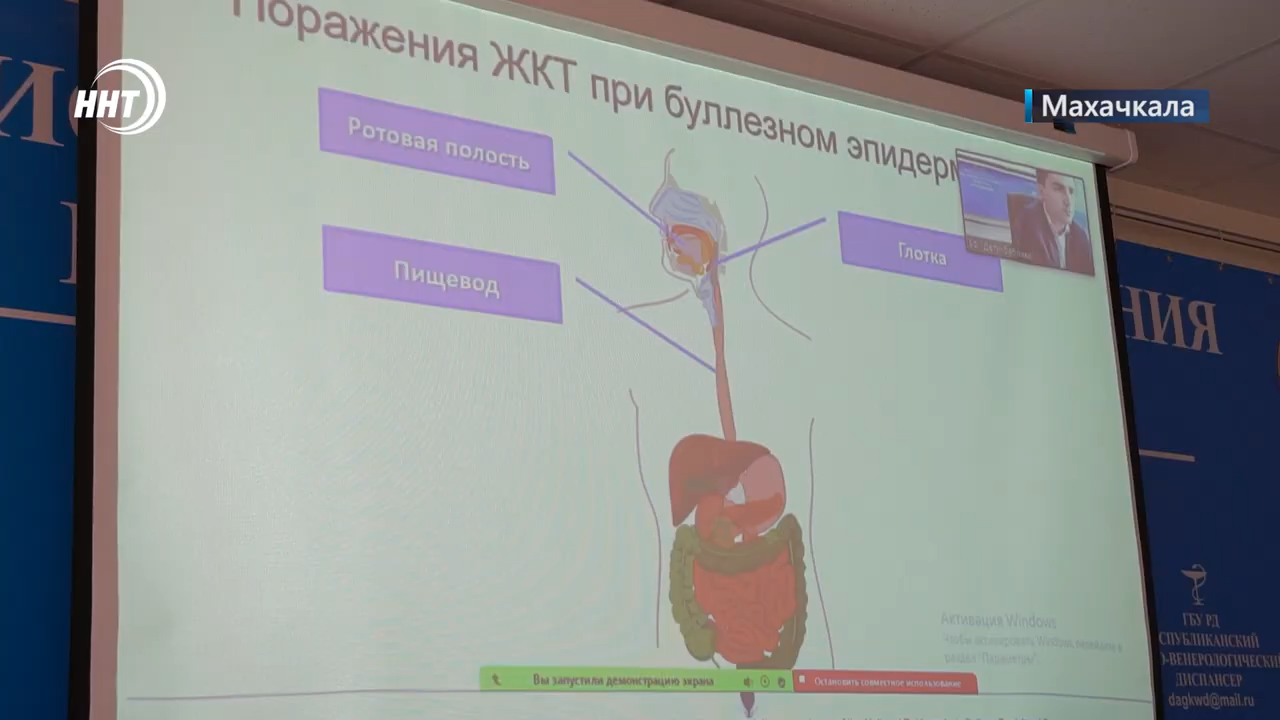 ННТ
Махачкала
Поражения ЖКТ при буллезном эпидерм
Ротовая полость
Пищевод
Глотка
НИЯ
Активация Windows
Чтобы активировать Windows, перейдите в
раздел "Параметры".
Вы запустили демонстрацию экрана
Остановить совместное использование
ГБУ РД
СПУБЛИКАНСКИЙ
О-ВЕНЕРОЛОГИЧЕСКИЙ
ДИСПАНСЕР
dagkwd@mail.ru